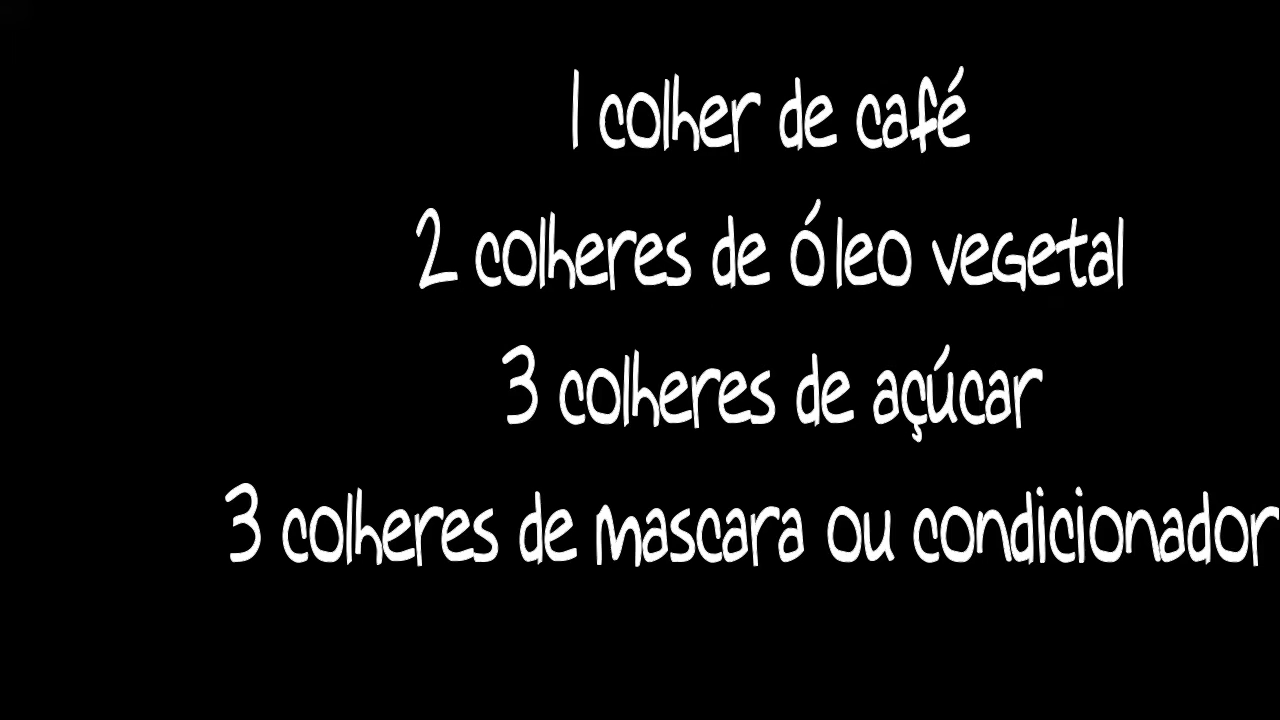 1 colher de café
2 colheres de óleo vegetal
3 colheres de açúcar
3 colheres de mascara ou condicionador